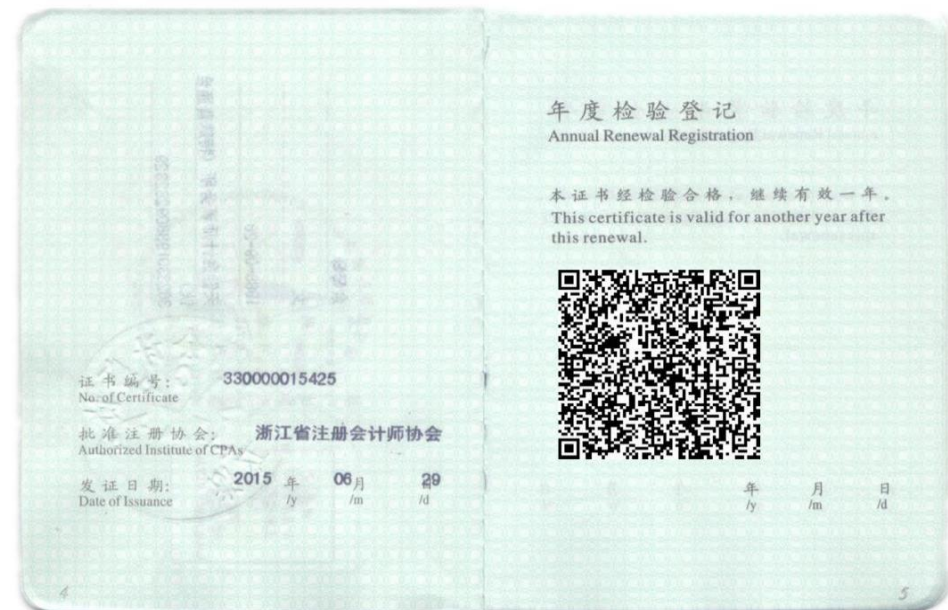 证书编号: 330000015425
No. of Certificate
批准注册协会: 浙江省注册会计师协会
Authorized Institute of CPAs
发证日期: 2015 年 06 月 29 日
Date of Issuance /y /m /d
4
年度检验登记
Annual Renewal Registration
本证书经检验合格，继续有效一年。
This certificate is valid for another year after
this renewal.
年 月 日
/y /m /d
5